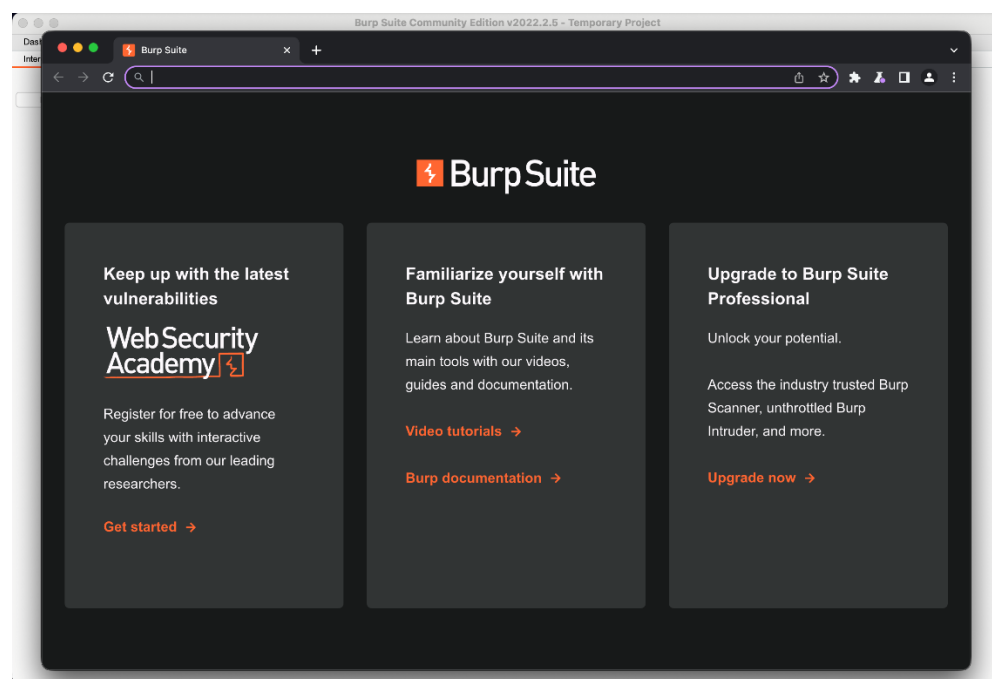 Burp Suite Community Edition v2022.2.5 - Temporary Project
Burp Suite
Burp Suite
Keep up with the latest
vulnerabilities
Web Security
Academy
Register for free to advance
your skills with interactive
challenges from our leading
researchers.
Get started →
Familiarize yourself with
Burp Suite
Learn about Burp Suite and its
main tools with our videos,
guides and documentation.
Video tutorials →
Burp documentation →
Upgrade to Burp Suite
Professional
Unlock your potential.
Access the industry trusted Burp
Scanner, unthrottled Burp
Intruder, and more.
Upgrade now →